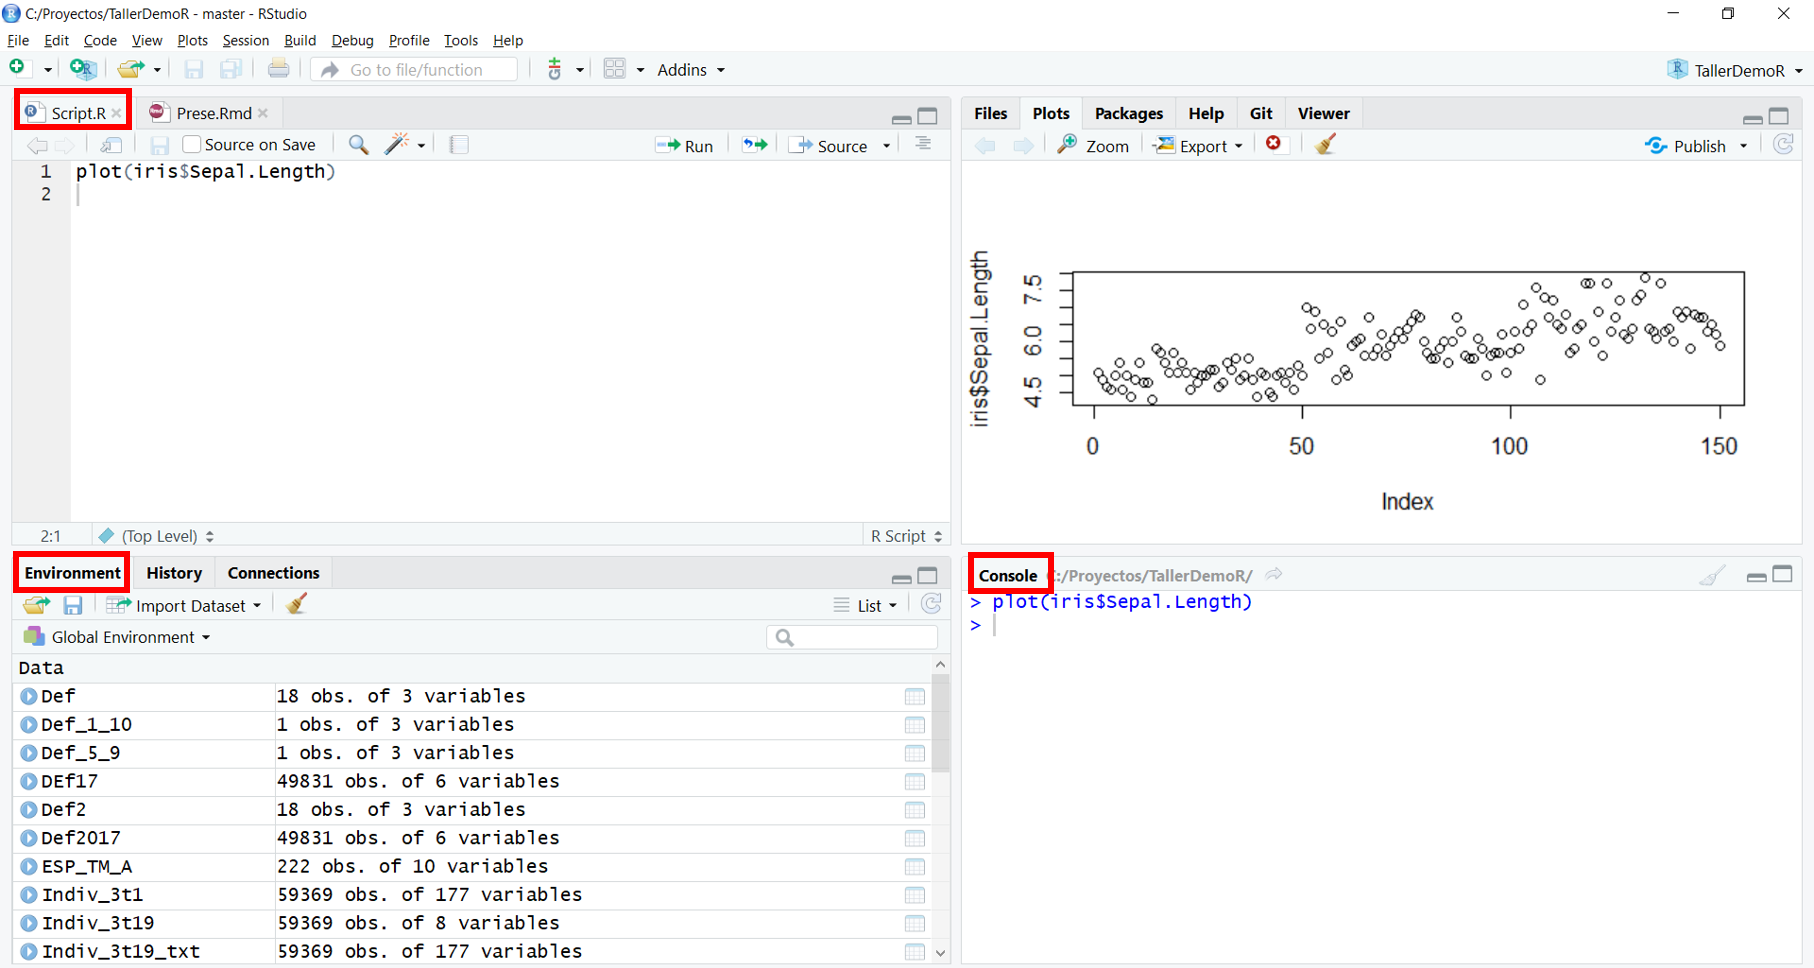 C:/Proyectos/TallerDemoR - master - RStudio
File Edit Code View Plots Session Build Debug Profile Tools Help
Go to file/function Addins TallerDemoR
Script.R Prese.Rmd
Source on Save Run Source
1 plot(iris$Sepal.Length)
2
2:1 (Top Level) R Script
Files Plots Packages Help Git Viewer
Zoom Export Publish
iris$Sepal.Length
7.5
6.0
4.5
0 50 100 150
Index
Environment History Connections
Import Dataset List
Global Environment
Data
Def 18 obs. of 3 variables
Def_1_10 1 obs. of 3 variables
Def_5_9 1 obs. of 3 variables
DEf17 49831 obs. of 6 variables
Def2 18 obs. of 3 variables
Def2017 49831 obs. of 6 variables
ESP_TM_A 222 obs. of 10 variables
Indiv_3t1 59369 obs. of 177 variables
Indiv_3t19 59369 obs. of 8 variables
Indiv_3t19_txt 59369 obs. of 177 variables
Console :/Proyectos/TallerDemoR/
> plot(iris$Sepal.Length)
>